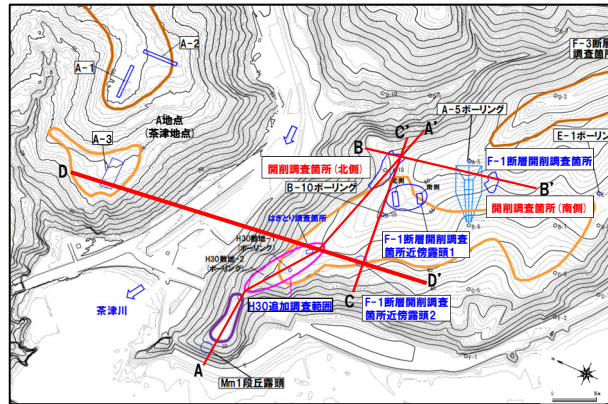 A-2
A-1
A地点
(茶津地点)
A-3
D
F-3断層
調査箇所
A-5ボーリング
E-1ボーリング
C'
A'
B
開削調査箇所(北側)
F-1断層開削調査箇所
北側
南側
B-10ボーリング
B'
開削調査箇所(南側)
はぎとり調査箇所
F-1断層開削調査
箇所近傍露頭1
H30敷地-1
(ボーリング)
H30敷地-2
(ボーリング)
D'
C
H30追加調査範囲
F-1断層開削調査
箇所近傍露頭2
茶津川
A
Mm1段丘露頭